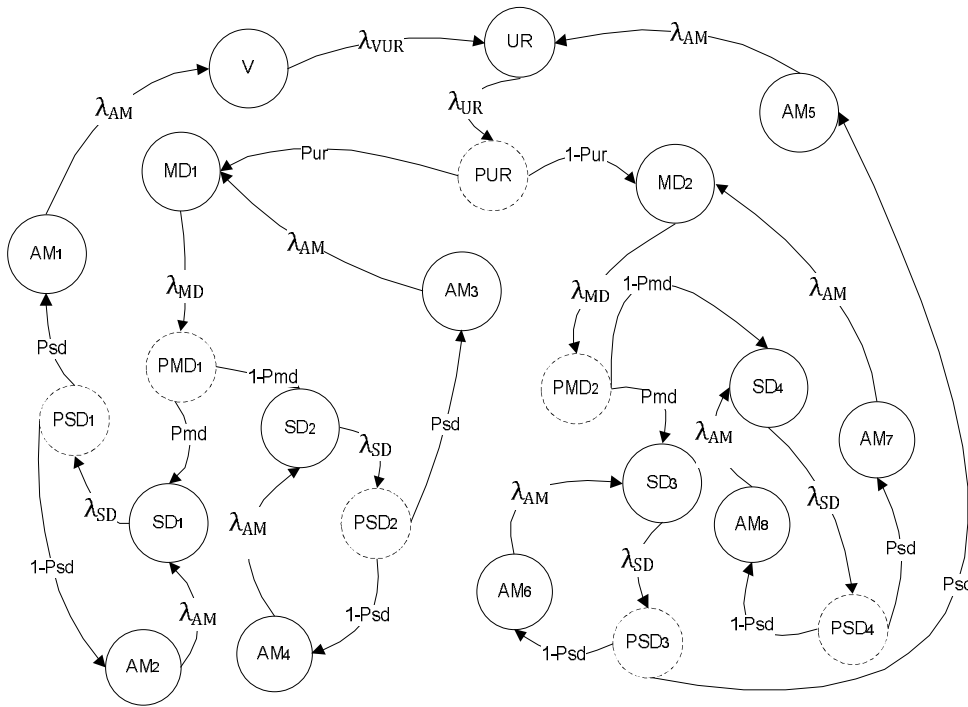 UR
λVUR
λAM
V
λUR
λAM
AM5
Pur
1-Pur
PUR
MD1
MD2
λAM
AM1
λAM
AM3
λMD
λMD
1-Pmd
λAM
Psd
PMD1
1-Pmd
PMD2
Pmd
SD4
PSD1
Pmd
SD2
Psd
λAM
AM7
λSD
SD3
λSD
SD1
λAM
PSD2
λAM
AM8
λSD
Psd
1-Psd
λSD
AM6
Psd
λAM
1-Psd
1-Psd
PSD4
AM2
AM4
1-Psd
PSD3